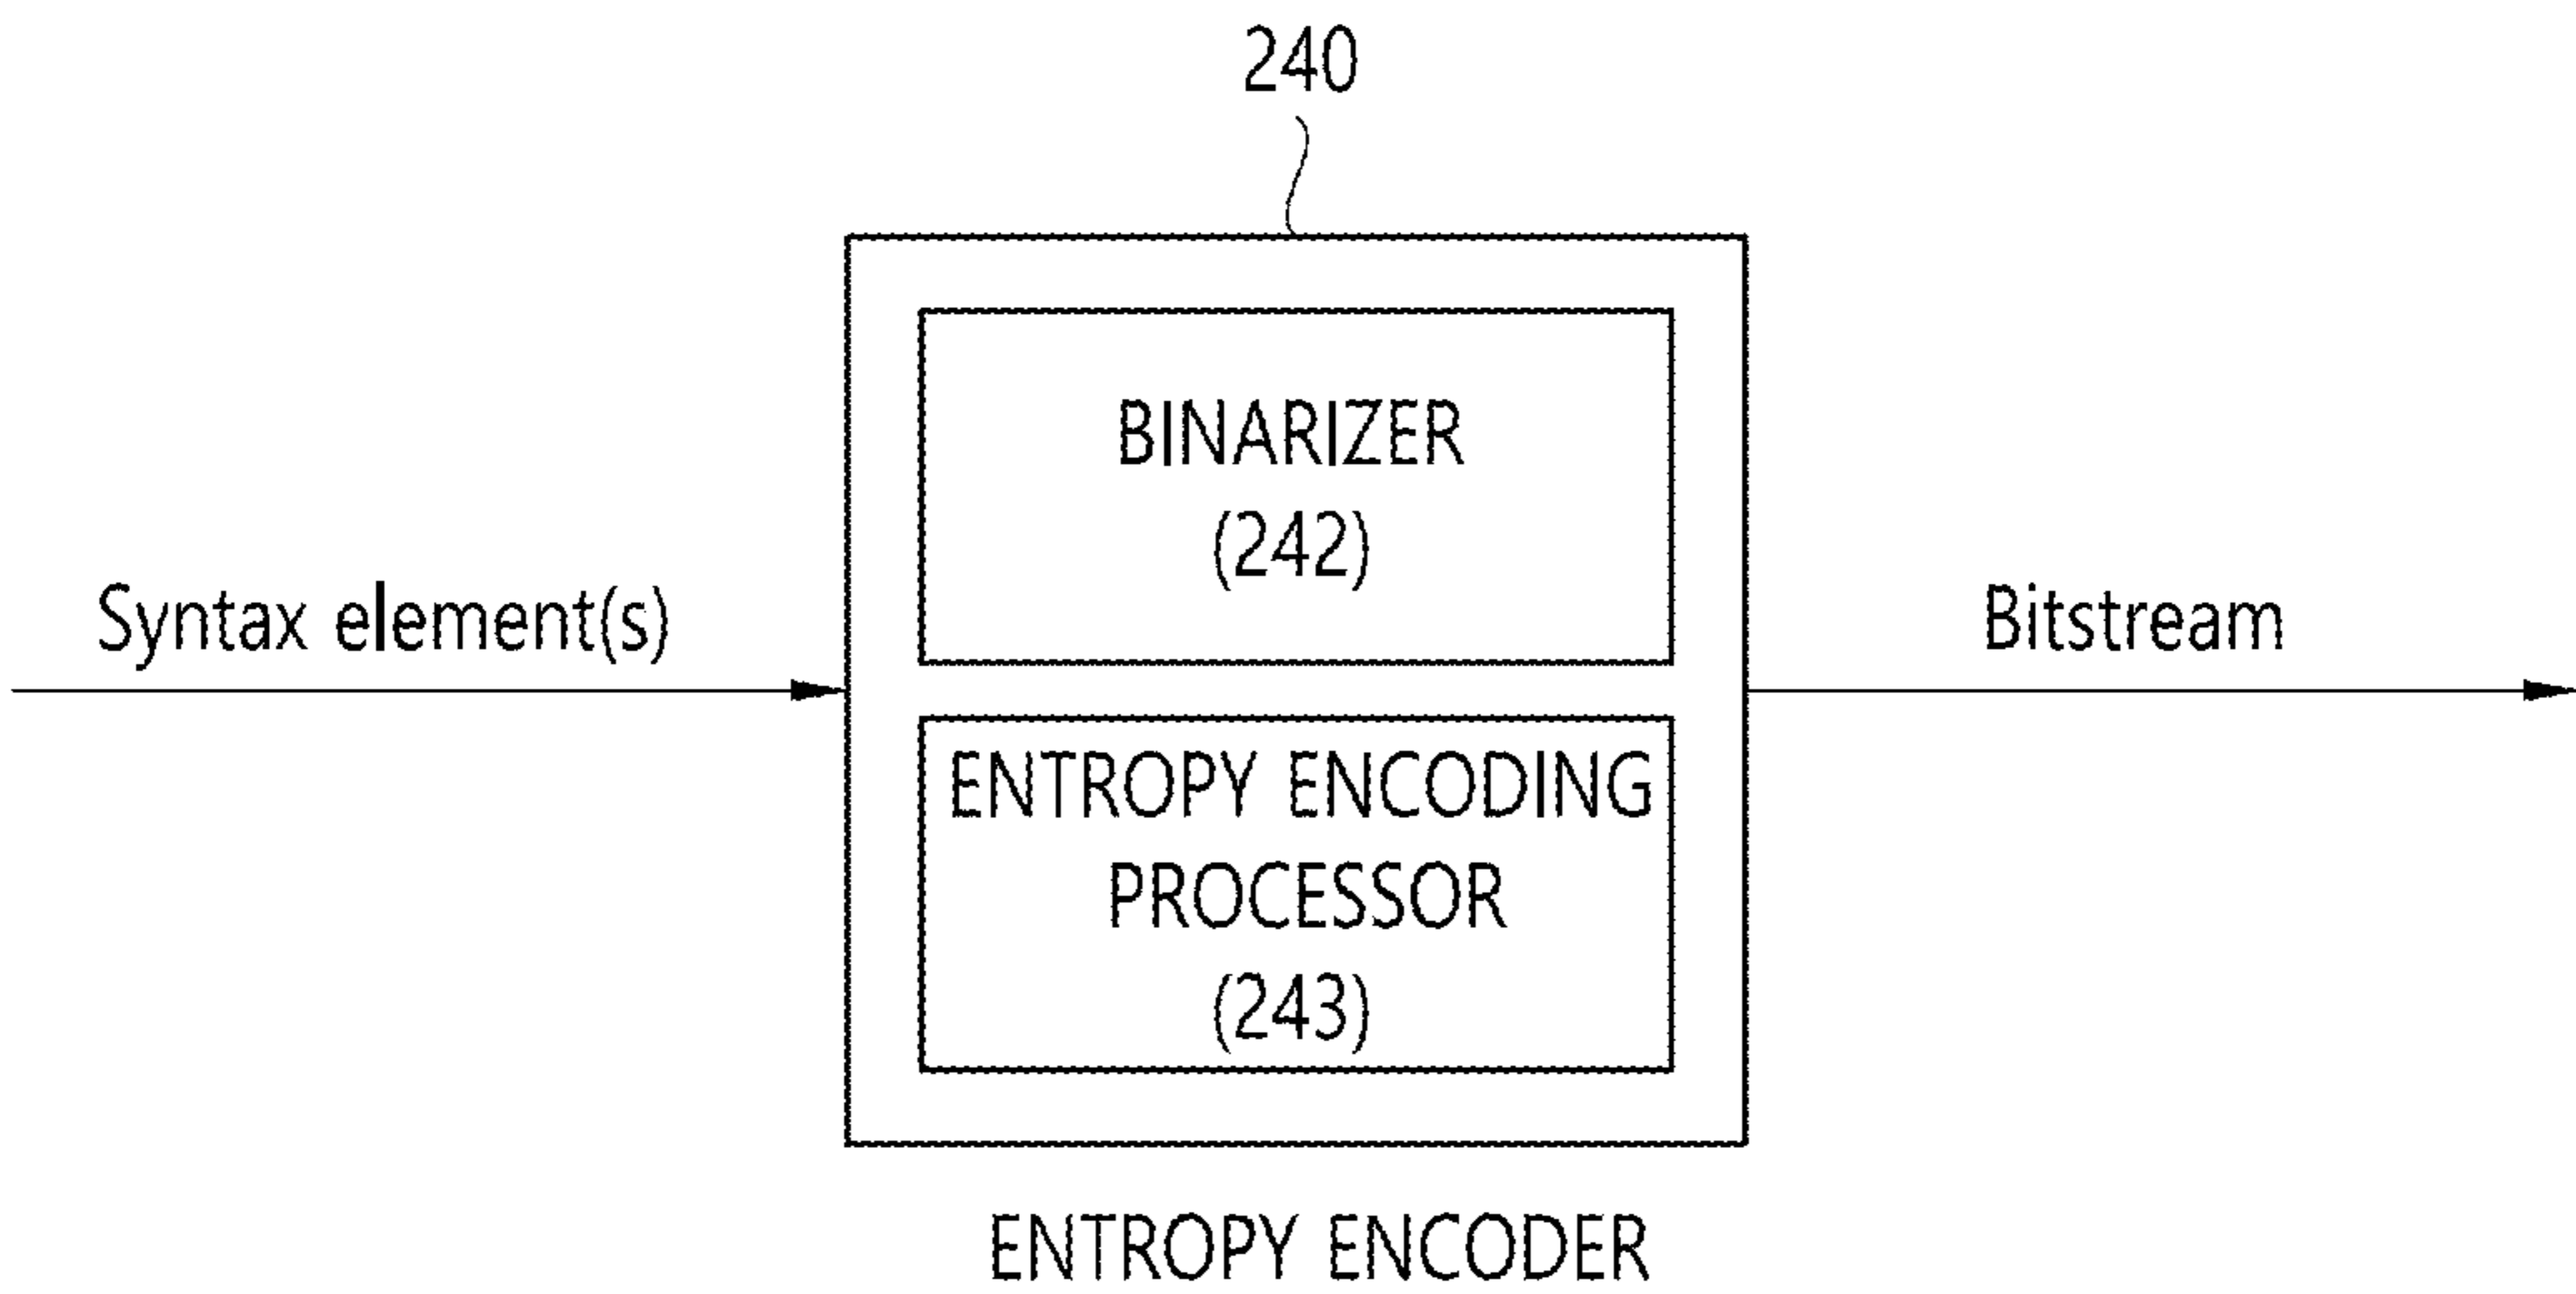 240
BINARIZER
(242)
Syntax element(s)
Bitstream
ENTROPY ENCODING
PROCESSOR
(243)
ENTROPY ENCODER